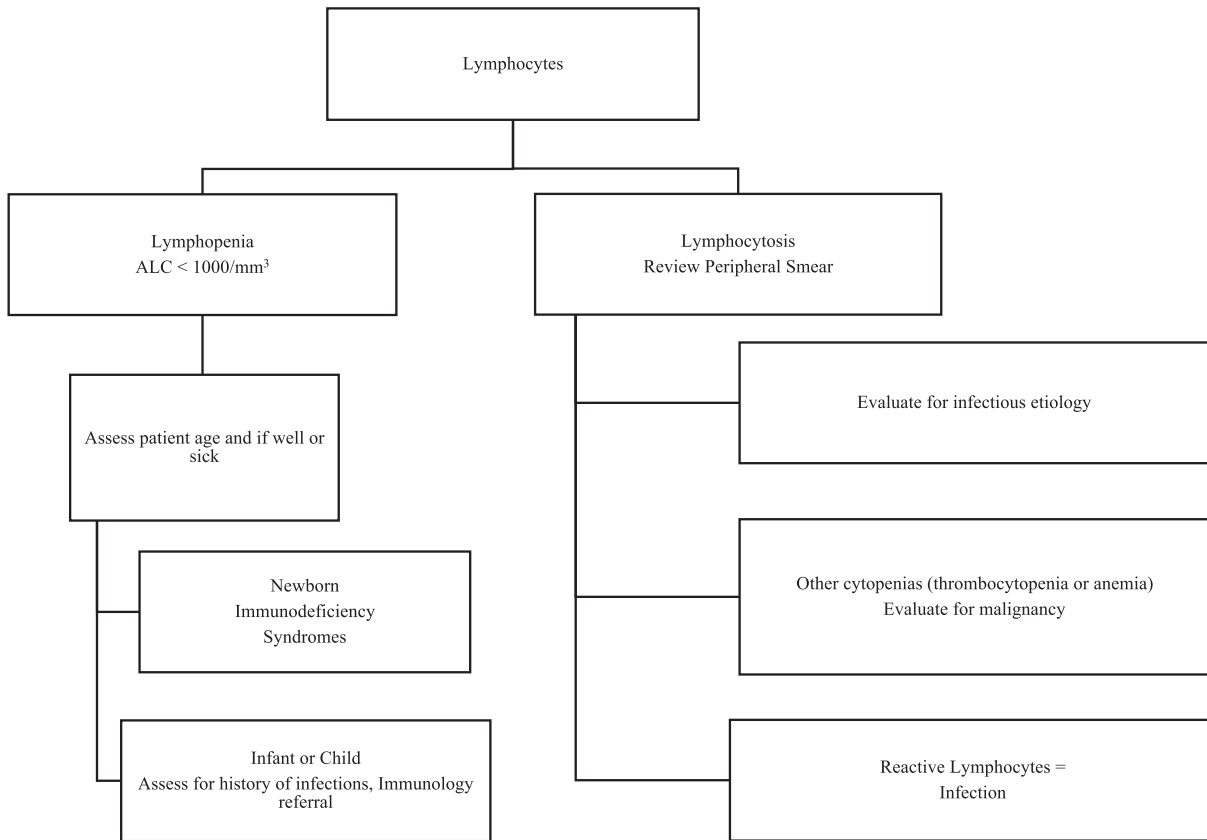 Lymphocytes
Lymphopenia
ALC < 1000/mm³
Lymphocytosis
Review Peripheral Smear
Assess patient age and if well or
sick
Newborn
Immunodeficiency
Syndromes
Infant or Child
Assess for history of infections, Immunology
referral
Evaluate for infectious etiology
Other cytopenias (thrombocytopenia or anemia)
Evaluate for malignancy
Reactive Lymphocytes =
Infection